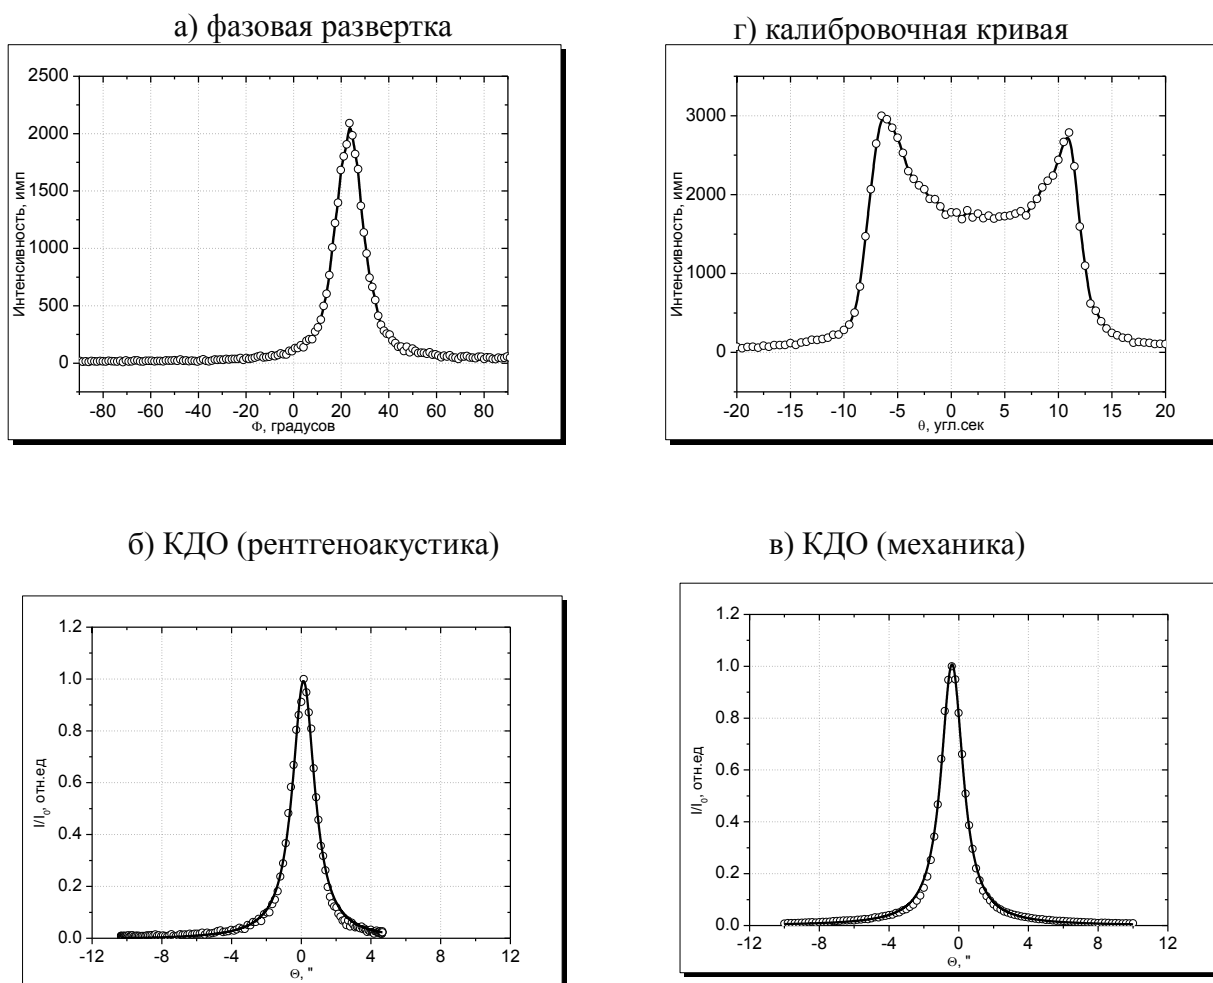 а) фазовая развертка
2500
2000
1500
1000
500
0
Интенсивность, имп
-80 -60 -40 -20 0 20 40 60 80
Φ, градусов
г) калибровочная кривая
3000
2000
1000
0
Интенсивность, имп
-20 -15 -10 -5 0 5 10 15 20
θ, угл.сек
б) КДО (рентгеноакустика)
1.2
1.0
0.8
0.6
0.4
0.2
0.0
I/I₀, отн.ед
-12 -8 -4 0 4 8 12
Θ, "
в) КДО (механика)
1.2
1.0
0.8
0.6
0.4
0.2
0.0
I/I₀, отн.ед
-12 -8 -4 0 4 8 12
Θ, "